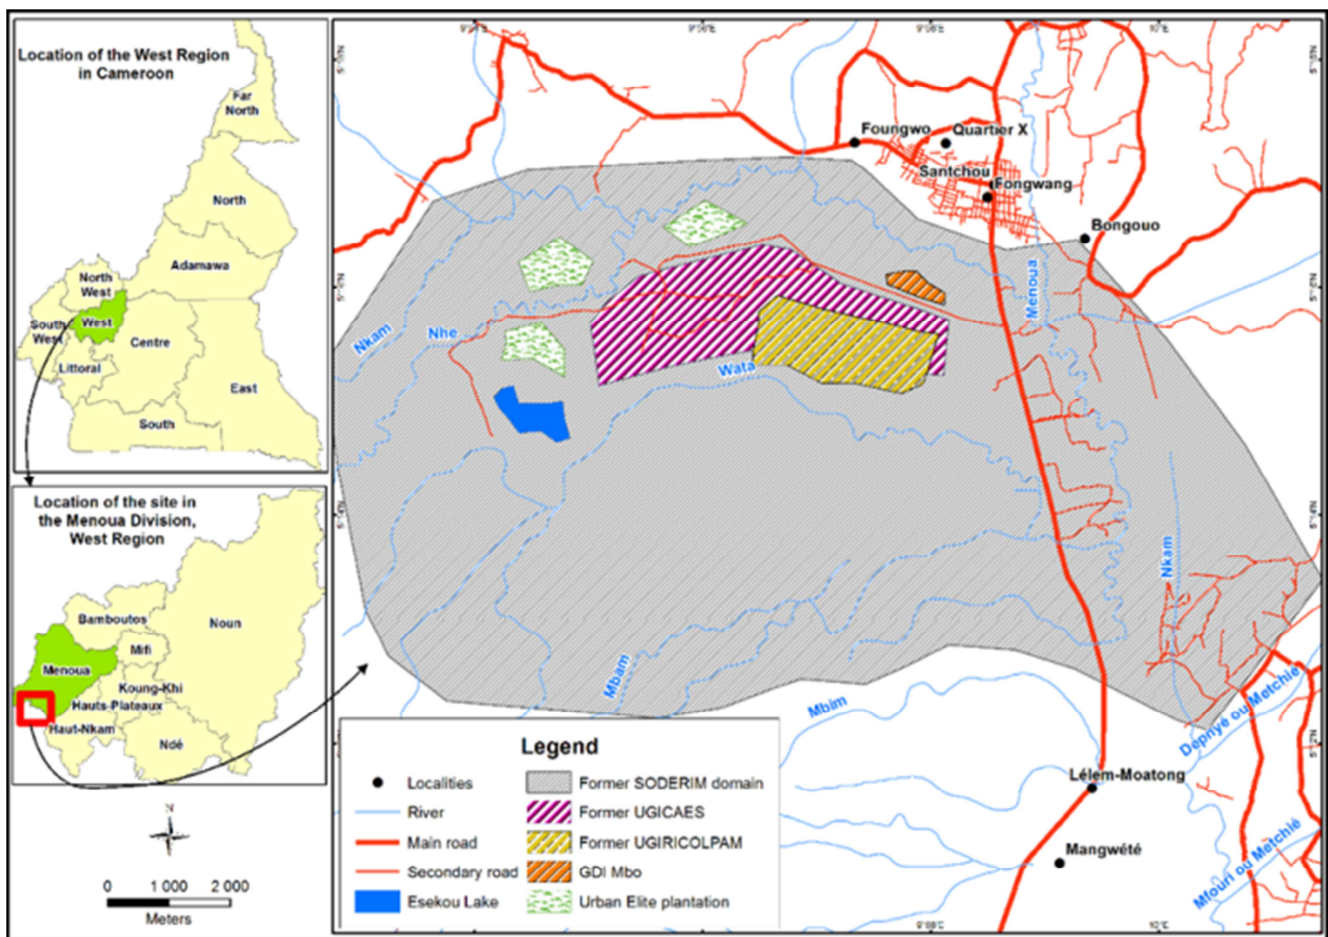 Location of the West Region
in Cameroon
Far
North
North
Adamawa
North
West
West
South
West
Centre
Littoral
East
South
Location of the site in
the Menoua Division,
West Region
Bamboutos
Noun
Mifi
Menoua
Koung-Khi
Hauts-Plateaux
Haut-Nkam
Ndé
N
0 1 000 2 000
Meters
Foungwo
Quartier X
Santchou
Fongwang
Bongouo
Menoua
Nkam
Nhe
Wata
Nkam
Mbam
Mbim
Depnyé ou Metchié
Lélem-Moatong
Mangwété
Mfouri ou Metchié
Legend
Localities
River
Main road
Secondary road
Esekou Lake
Former SODERIM domain
Former UGICAES
Former UGIRICOLPAM
GDI Mbo
Urban Elite plantation